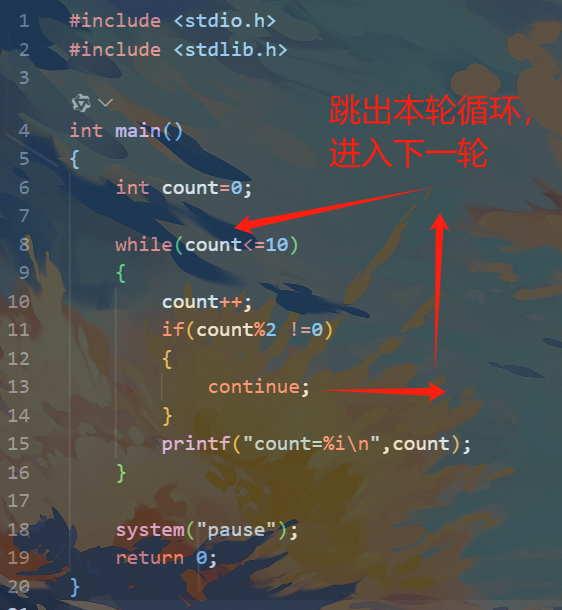 1 #include <stdio.h>
2 #include <stdlib.h>
3
跳出本轮循环，
进入下一轮
4 int main()
5 {
6 int count=0;
7
8 while(count<=10)
9 {
10 count++;
11 if(count%2 !=0)
12 {
13 continue;
14 }
15 printf("count=%i\n",count);
16 }
17
18 system("pause");
19 return 0;
20 }
21